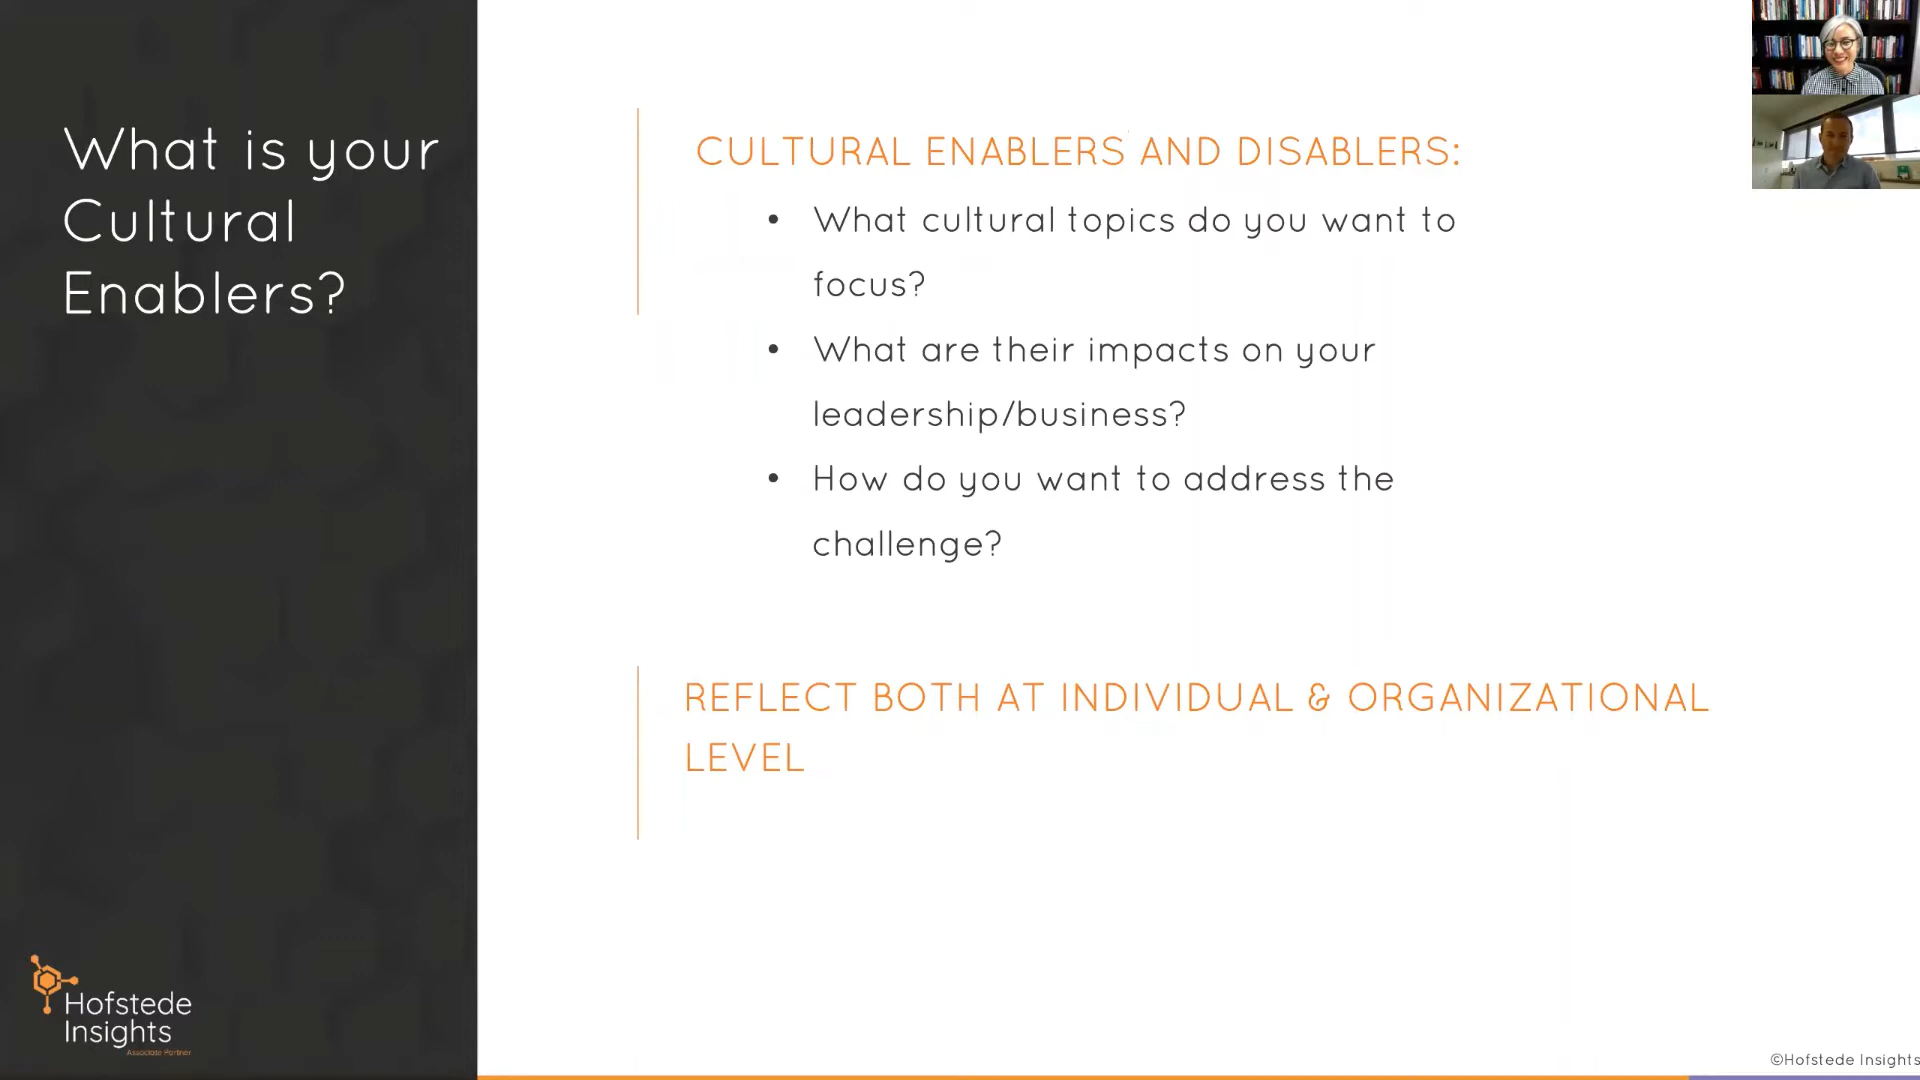 What is your
Cultural
Enablers?
CULTURAL ENABLERS AND DISABLERS:
• What cultural topics do you want to
focus?
• What are their impacts on your
leadership/business?
• How do you want to address the
challenge?
REFLECT BOTH AT INDIVIDUAL & ORGANIZATIONAL
LEVEL
Hofstede
Insights
Associate Partner
©Hofstede Insights